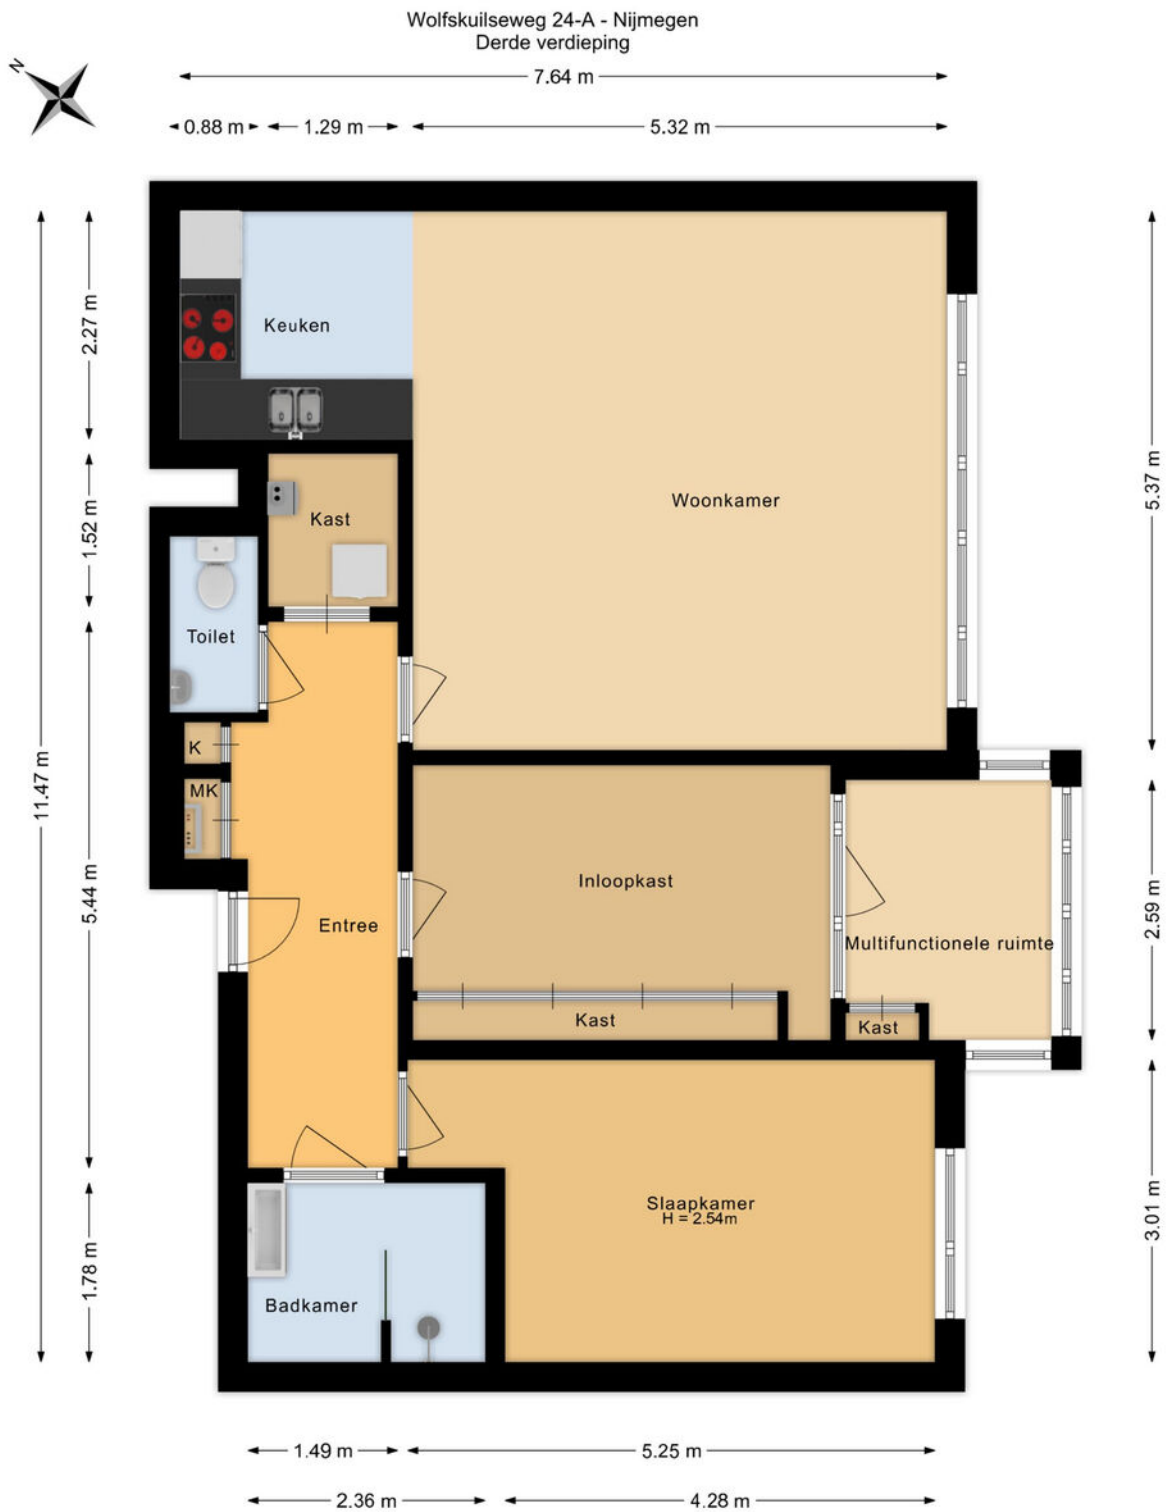 Wolfskuilseweg 24-A - Nijmegen
Derde verdieping
N
7.64 m
0.88 m
1.29 m
5.32 m
2.27 m
Keuken
5.37 m
Woonkamer
1.52 m
Kast
Toilet
K
MK
11.47 m
5.44 m
Inloopkast
Entree
2.59 m
Multifunctionele ruimte
Kast
Kast
Slaapkamer
H = 2.54m
3.01 m
1.78 m
Badkamer
1.49 m
5.25 m
2.36 m
4.28 m